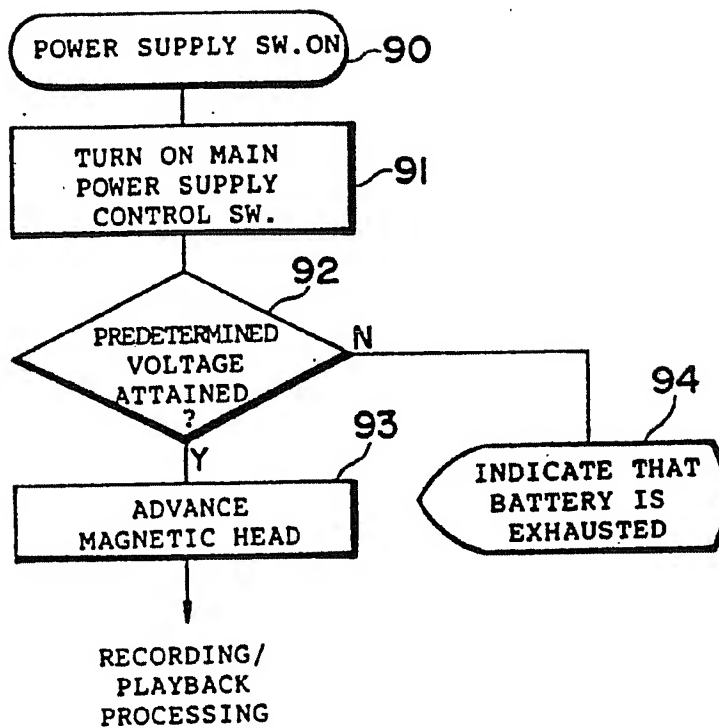 POWER SUPPLY SW.ON
90
TURN ON MAIN
POWER SUPPLY
CONTROL SW.
91
92
PREDETERMINED
VOLTAGE
ATTAINED
?
N
Y
93
94
ADVANCE
MAGNETIC HEAD
INDICATE THAT
BATTERY IS
EXHAUSTED
RECORDING/
PLAYBACK
PROCESSING